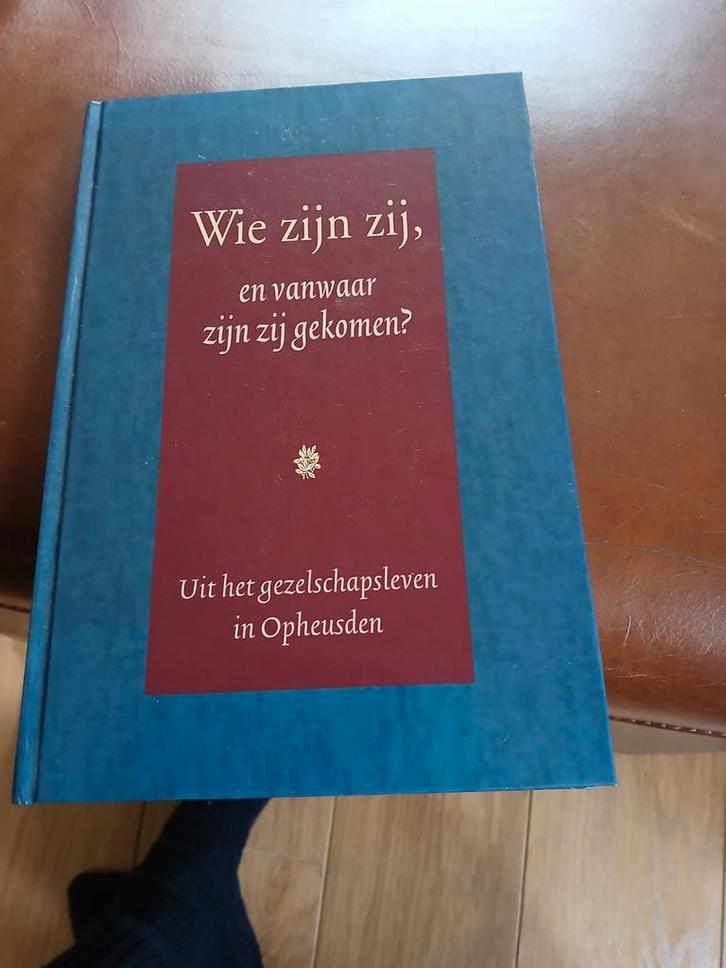 Wie zijn zij,
en vanwaar
zijn zij gekomen?
Uit het gezelschapsleven
in Opheusden